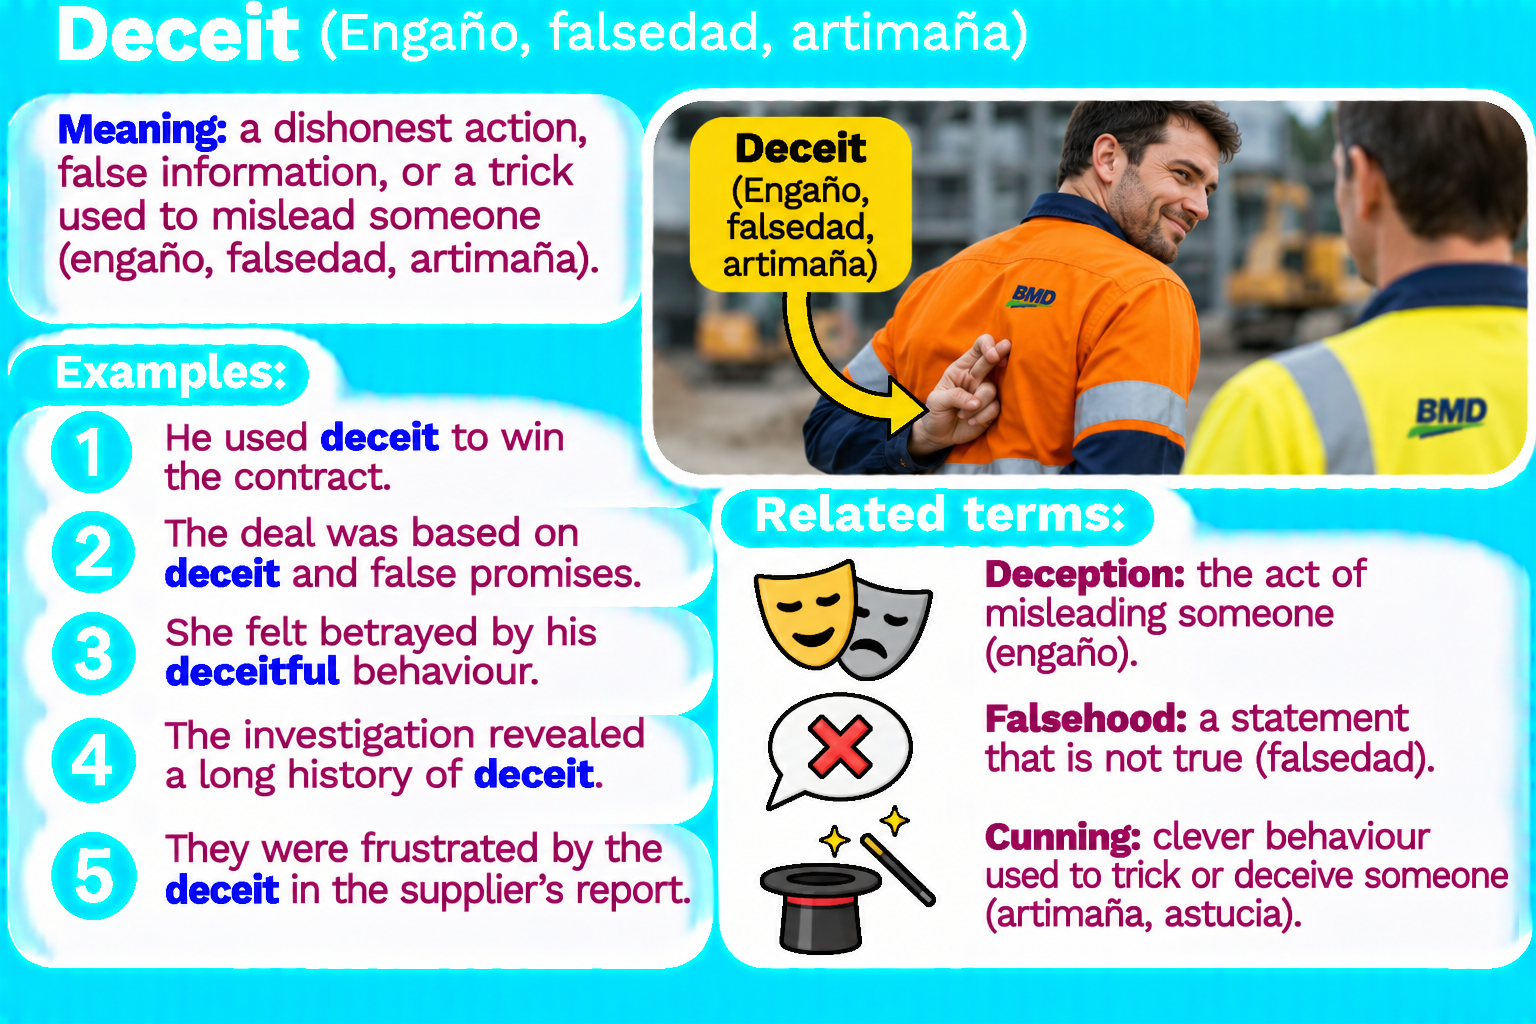 Deceit (Engaño, falsedad, artimaña)
Meaning: a dishonest action,
false information, or a trick
used to mislead someone
(engaño, falsedad, artimaña).
Deceit
(Engaño,
falsedad,
artimaña)
BMD
BMD
Examples:
1 He used deceit to win
the contract.
2 The deal was based on
deceit and false promises.
3 She felt betrayed by his
deceitful behaviour.
4 The investigation revealed
a long history of deceit.
5 They were frustrated by the
deceit in the supplier’s report.
Related terms:
Deception: the act of
misleading someone
(engaño).
Falsehood: a statement
that is not true (falsedad).
Cunning: clever behaviour
used to trick or deceive someone
(artimaña, astucia).